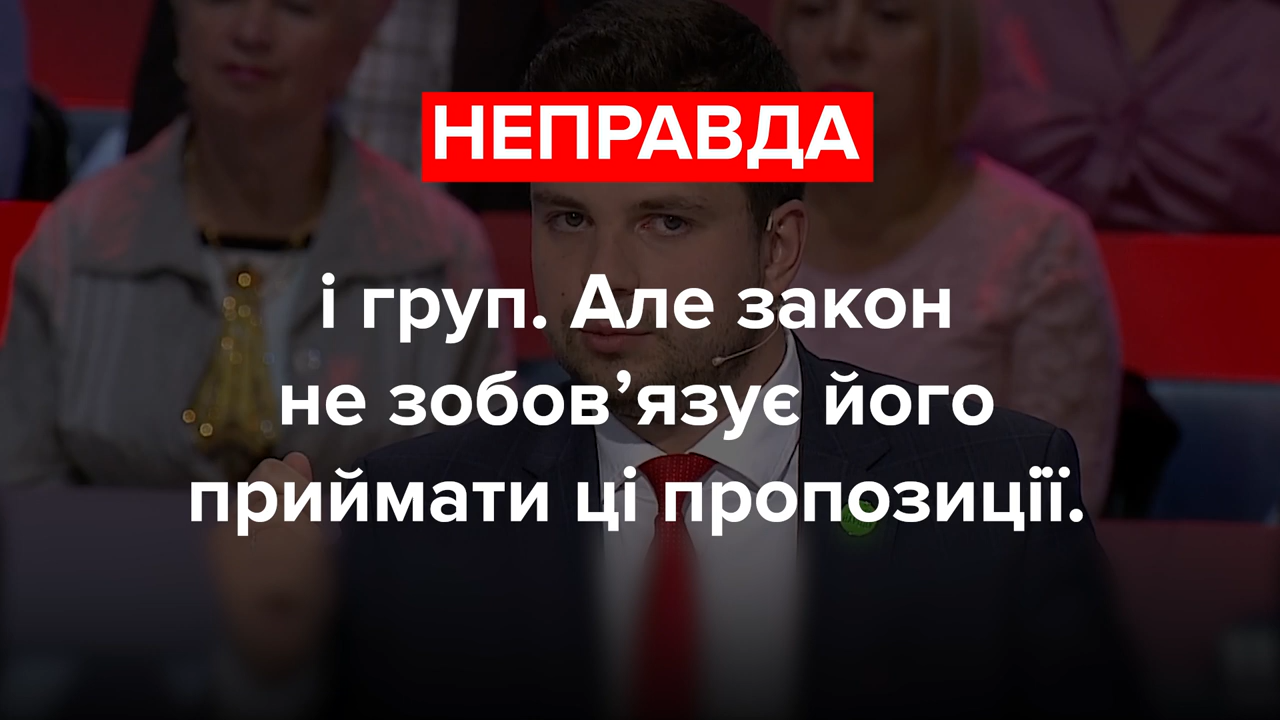 НЕПРАВДА
і груп. Але закон
не зобов’язує його
приймати ці пропозиції.